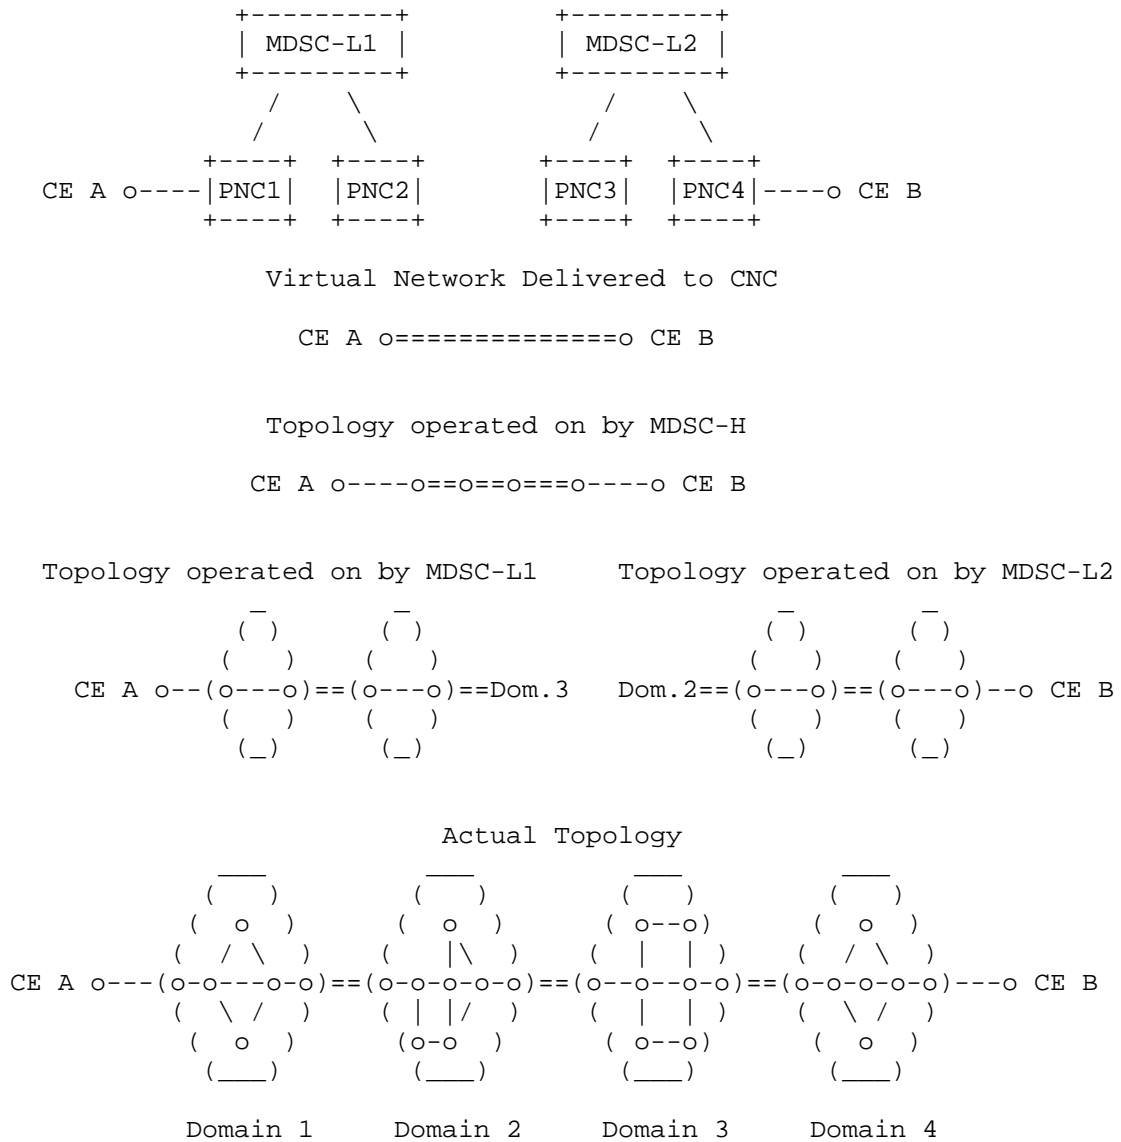 MDSC-L1 MDSC-L2
CE A o----|PNC1| |PNC2| |PNC3| |PNC4|----o CE B
Virtual Network Delivered to CNC
CE A o==============o CE B
Topology operated on by MDSC-H
CE A o----o==o==o===o----o CE B
Topology operated on by MDSC-L1 Topology operated on by MDSC-L2
CE A o--(o---o)==(o---o)==Dom.3 Dom.2==(o---o)==(o---o)--o CE B
Actual Topology
CE A o---(o-o---o-o)==(o-o-o-o-o)==(o--o--o-o)==(o-o-o-o-o)---o CE B
Domain 1 Domain 2 Domain 3 Domain 4